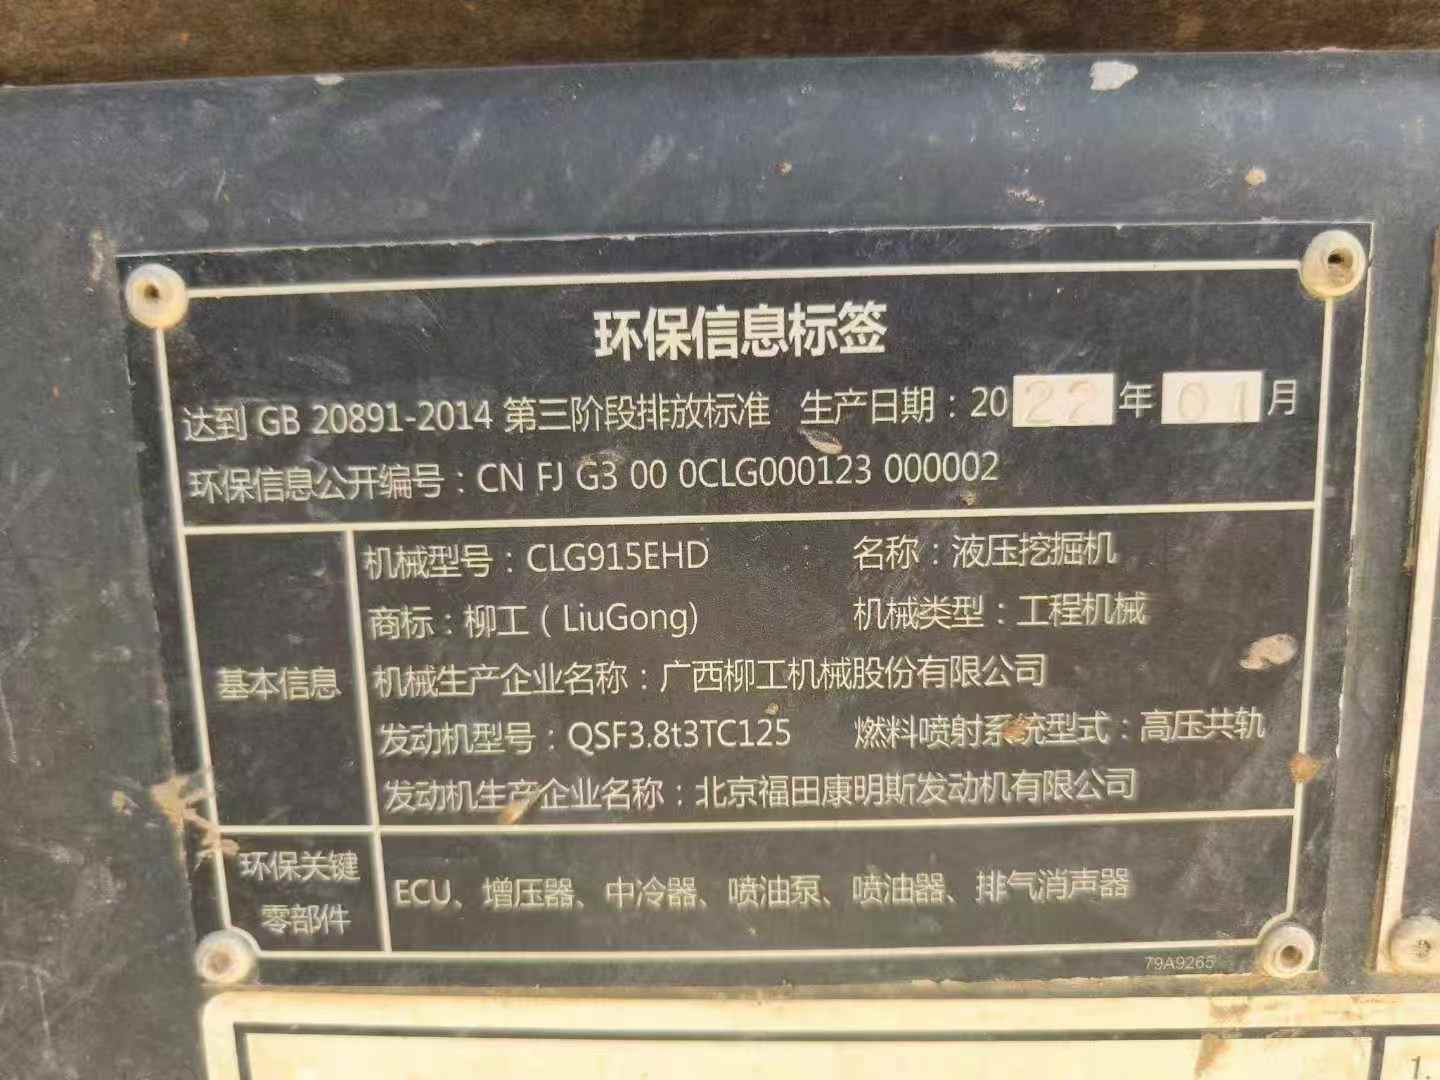 环保信息标签
达到 GB 20891-2014 第三阶段排放标准 生产日期：2022年01月
环保信息公开编号：CN FJ G3 00 0CLG000123 000002
基本信息
机械型号：CLG915EHD 名称：液压挖掘机
商标：柳工（LiuGong) 机械类型：工程机械
机械生产企业名称：广西柳工机械股份有限公司
发动机型号：QSF3.8t3TC125 燃料喷射系统型式：高压共轨
发动机生产企业名称：北京福田康明斯发动机有限公司
环保关键
零部件
ECU、增压器、中冷器、喷油泵、喷油器、排气消声器
79A9265
1.